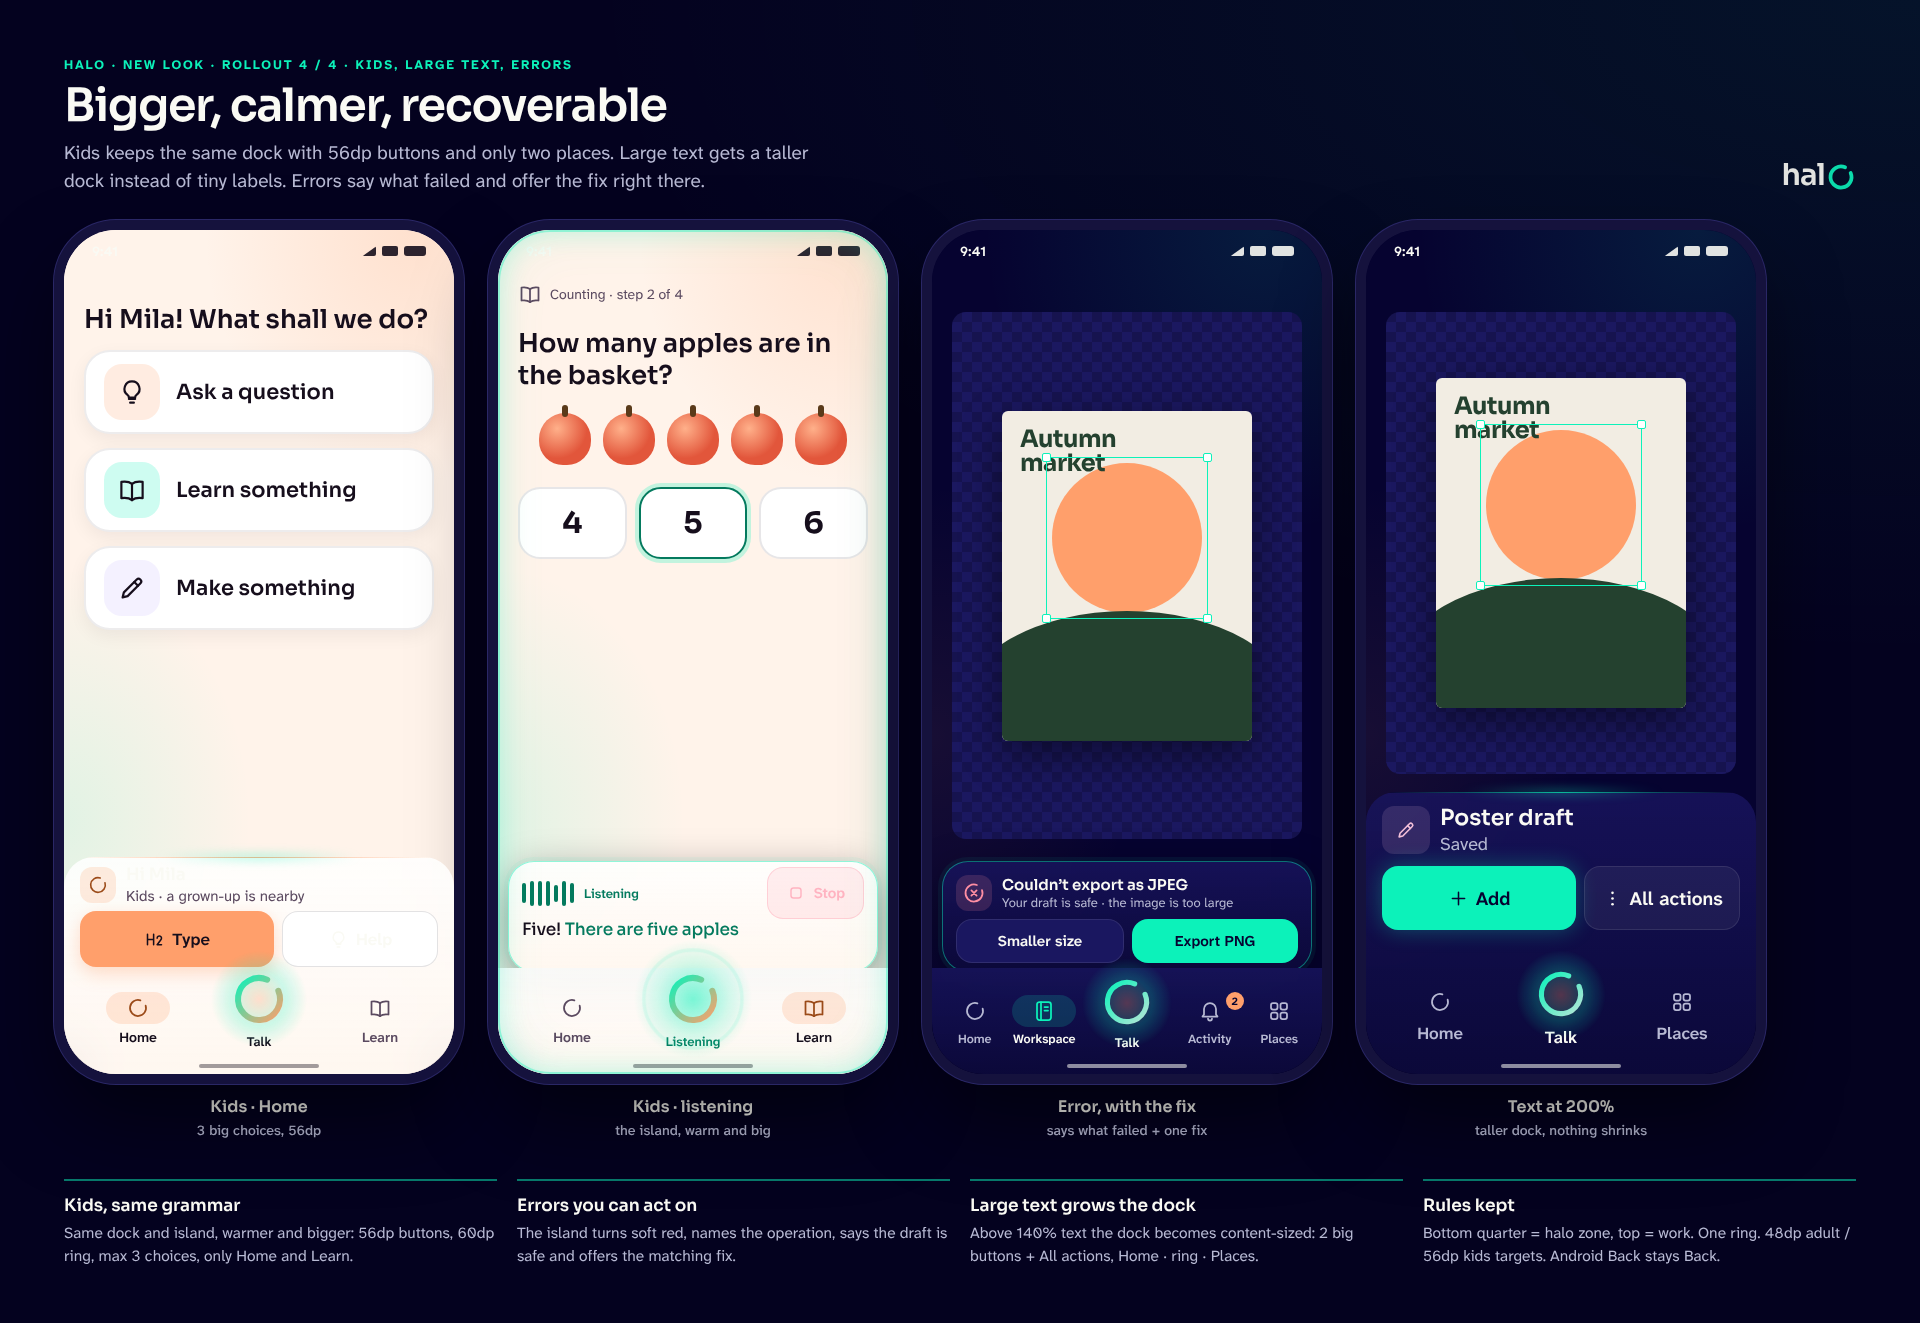 HALO · NEW LOOK · ROLLOUT 4 / 4 · KIDS, LARGE TEXT, ERRORS
Bigger, calmer, recoverable
Kids keeps the same dock with 56dp buttons and only two places. Large text gets a taller
dock instead of tiny labels. Errors say what failed and offer the fix right there.
hal
Hi Mila! What shall we do?
Ask a question
Learn something
Make something
Hi Mila
Kids · a grown-up is nearby
H2 Type
Help
Home
Talk
Learn
Kids · Home
3 big choices, 56dp
Counting · step 2 of 4
How many apples are in
the basket?
4
5
6
Listening
Stop
Five! There are five apples
Home
Listening
Learn
Kids · listening
the island, warm and big
9:41
Autumn
market
Couldn't export as JPEG
Your draft is safe · the image is too large
Smaller size
Export PNG
Home
Workspace
Talk
2
Activity
Places
Error, with the fix
says what failed + one fix
9:41
Autumn
market
Poster draft
Saved
+ Add
All actions
Home
Talk
Places
Text at 200%
taller dock, nothing shrinks
Kids, same grammar
Same dock and island, warmer and bigger: 56dp buttons, 60dp
ring, max 3 choices, only Home and Learn.
Errors you can act on
The island turns soft red, names the operation, says the draft is
safe and offers the matching fix.
Large text grows the dock
Above 140% text the dock becomes content-sized: 2 big
buttons + All actions, Home · ring · Places.
Rules kept
Bottom quarter = halo zone, top = work. One ring. 48dp adult /
56dp kids targets. Android Back stays Back.